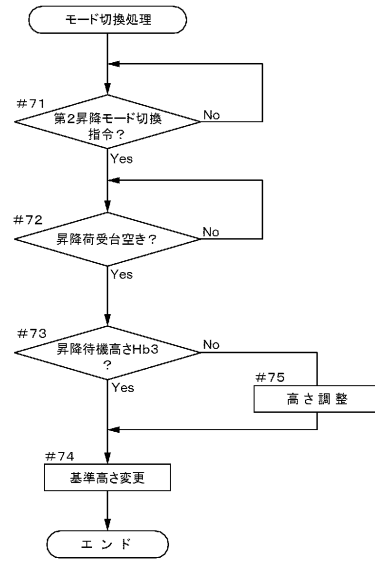 モード切換処理
#71
第2昇降モード切換
指令?
No
Yes
#72
昇降荷受台空き?
No
Yes
#73
昇降待機高さHb3
?
No
Yes
#75
高さ調整
#74
基準高さ変更
エンド